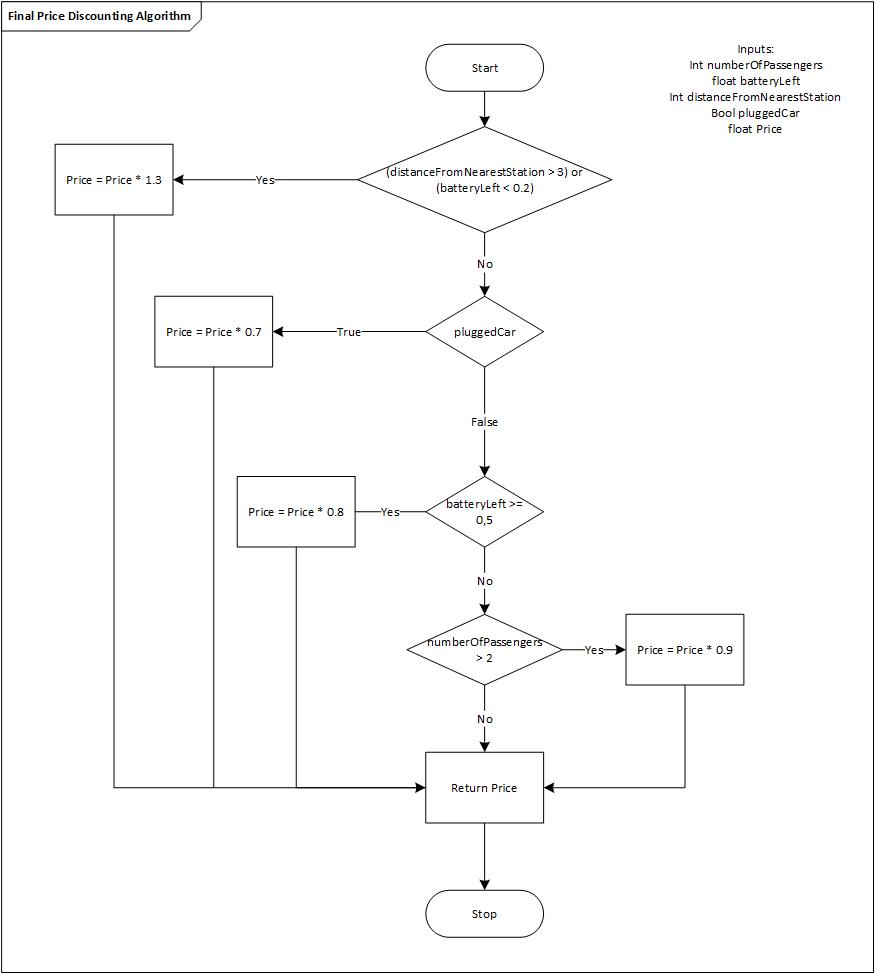 Final Price Discounting Algorithm
Inputs:
Int numberOfPassengers
float batteryLeft
Int distanceFromNearestStation
Bool pluggedCar
float Price
Start
(distanceFromNearestStation > 3) or
(batteryLeft < 0.2)
Yes
Price = Price * 1.3
No
pluggedCar
True
Price = Price * 0.7
False
batteryLeft >=
0,5
Yes
Price = Price * 0.8
No
numberOfPassengers
> 2
Yes
Price = Price * 0.9
No
Return Price
Stop